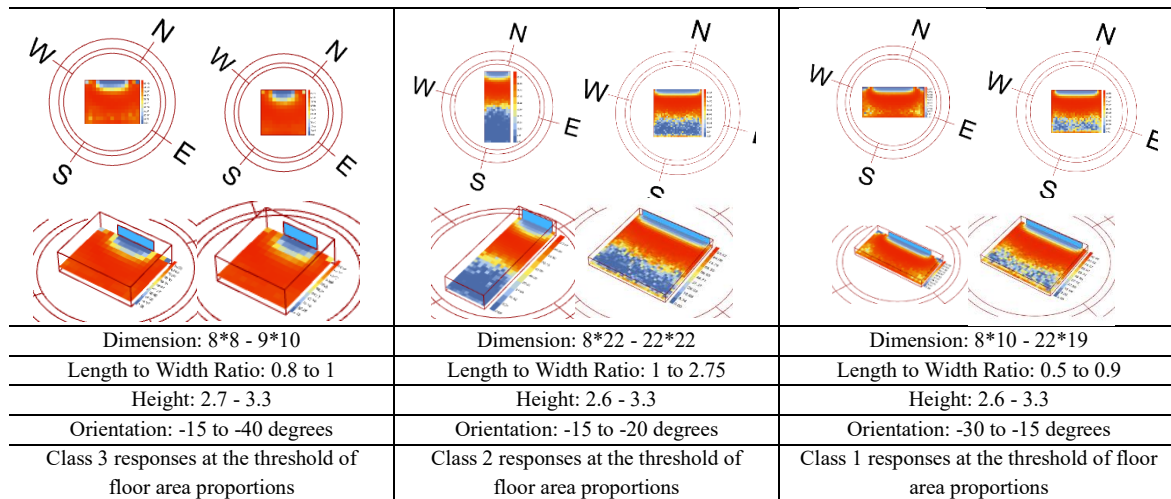 N
W
E
S
N
W
E
S
N
W
E
S
N
W
E
S
N
W
E
S
N
W
E
S
Dimension: 8*8 - 9*10
Dimension: 8*22 - 22*22
Dimension: 8*10 - 22*19
Length to Width Ratio: 0.8 to 1
Length to Width Ratio: 1 to 2.75
Length to Width Ratio: 0.5 to 0.9
Height: 2.7 - 3.3
Height: 2.6 - 3.3
Height: 2.6 - 3.3
Orientation: -15 to -40 degrees
Orientation: -15 to -20 degrees
Orientation: -30 to -15 degrees
Class 3 responses at the threshold of
floor area proportions
Class 2 responses at the threshold of
floor area proportions
Class 1 responses at the threshold of floor
area proportions